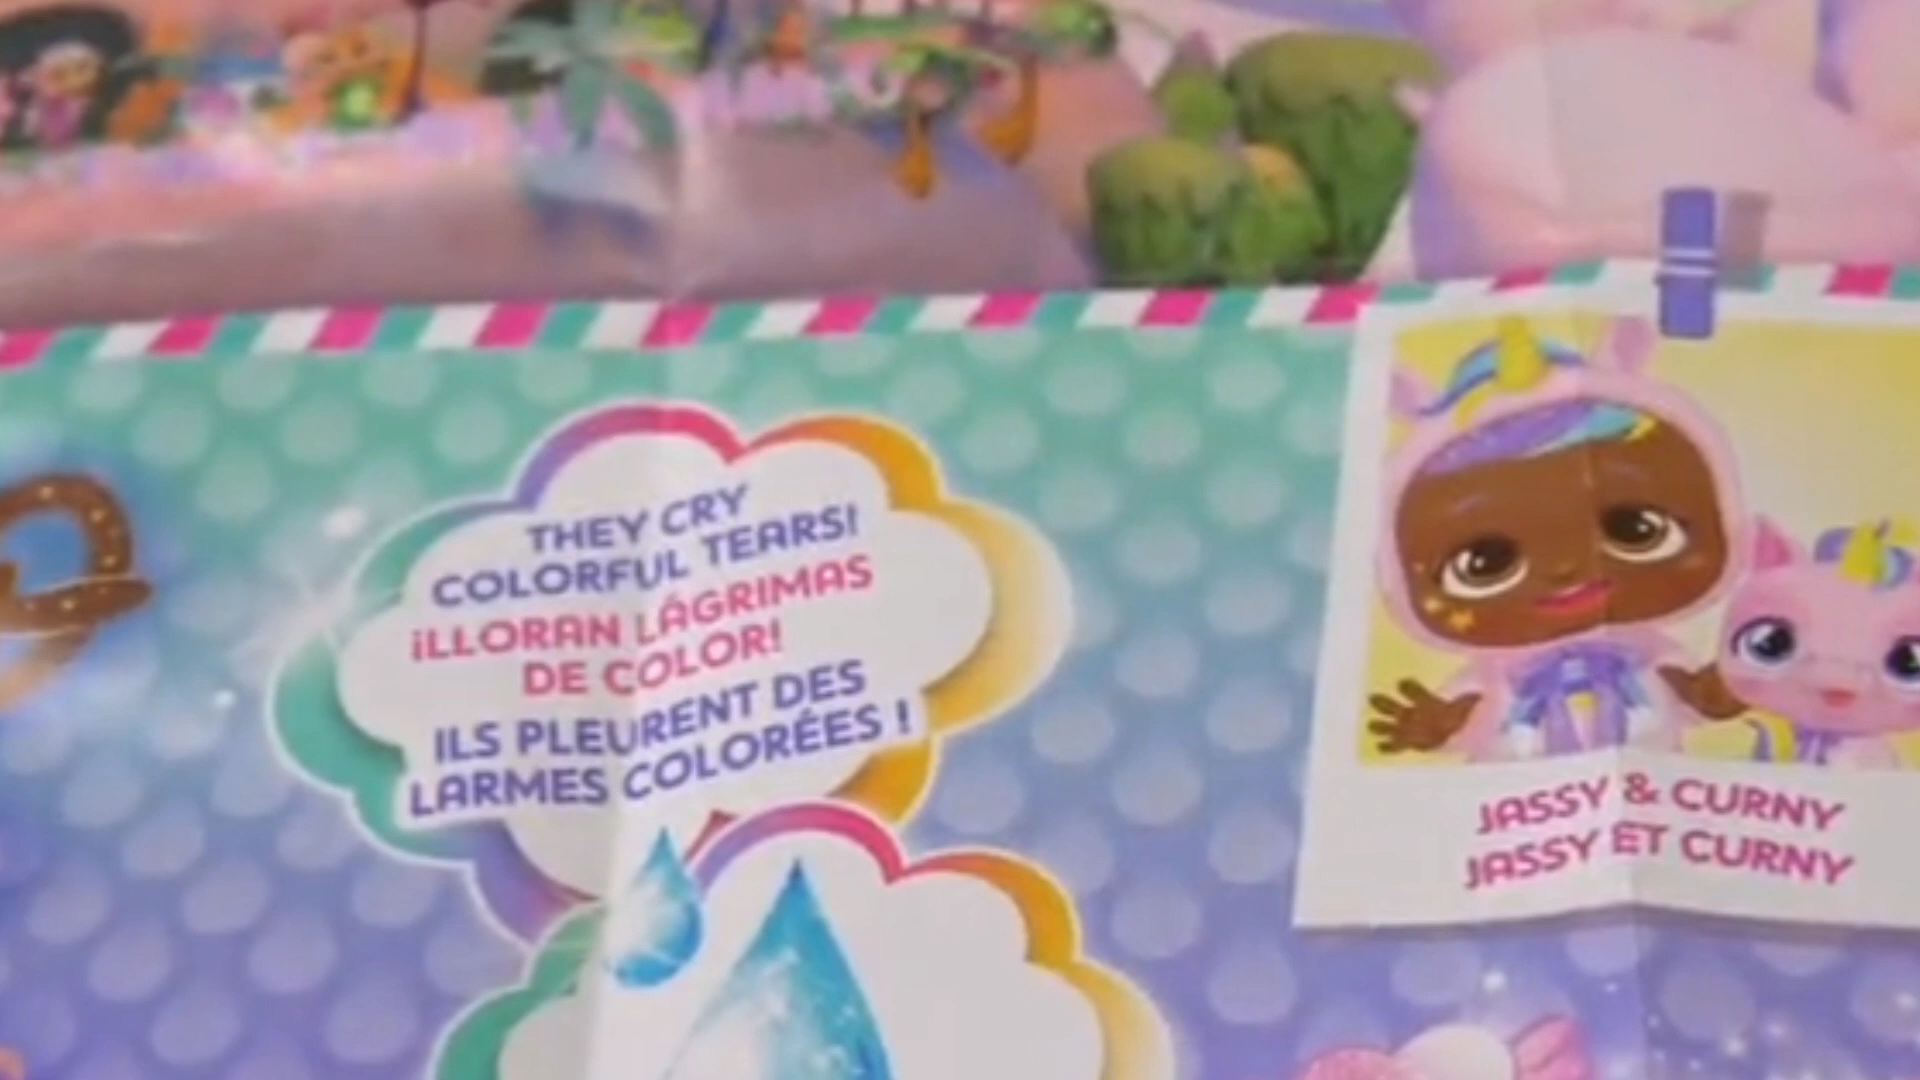 THEY CRY
COLORFUL TEARS!
¡LLORAN LÁGRIMAS
DE COLOR!
ILS PLEURENT DES
LARMES COLORÉES !
JASSY & CURNY
JASSY ET CURNY